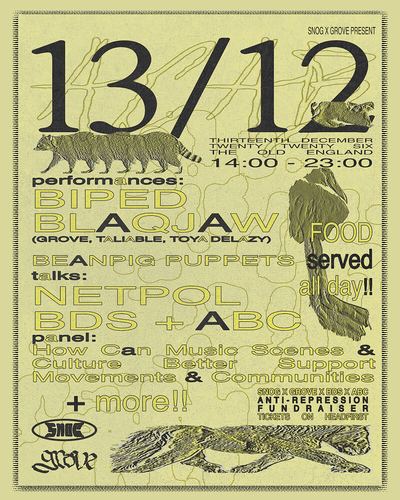 SNOG X GROVE PRESENT
13/12
THIRTEENTH DECEMBER
TWENTY TWENTY SIX
THE OLD ENGLAND
14:00 - 23:00
performances:
BIPED
BLAQJAW
(GROVE, TALIABLE, TOYA DELAZY)
BEANPIG PUPPETS
FOOD
served
all day!!
talks:
NETPOL
BDS + ABC
panel:
How Can Music Scenes &
Culture Better Support
Movements & Communities
+ more!!
SNOG X GROVE X BDS X ABC
ANTI-REPRESSION
FUNDRAISER
TICKETS ON HEADFIRST
SNOG
grove